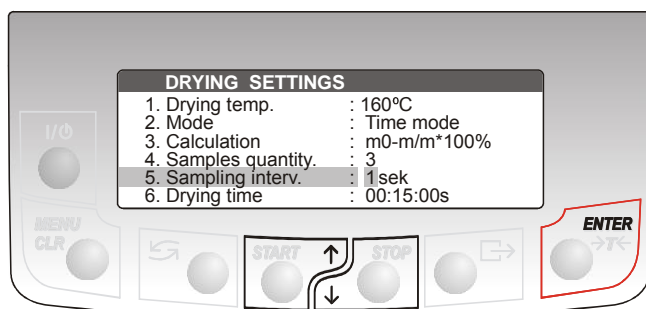 DRYING SETTINGS
1. Drying temp. : 160ºC
2. Mode : Time mode
3. Calculation : m0-m/m*100%
4. Samples quantity. : 3
5. Sampling interv. : 1sek
6. Drying time : 00:15:00s
I/⏻
MENU
CLR
START
STOP
ENTER
→T←